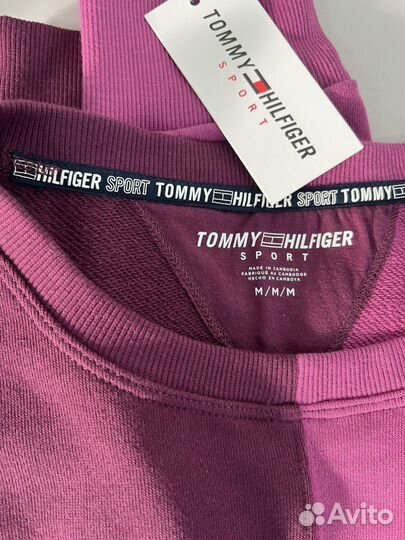 TOMMY HILFIGER
SPORT
HILFIGER SPORT TOMMY HILFIGER SPORT TOMMY
TOMMY HILFIGER
SPORT
MADE IN CAMBODIA
FABRIQUÉ AU CAMBODGE
HECHO EN CAMBOYA
M/M/M
Avito